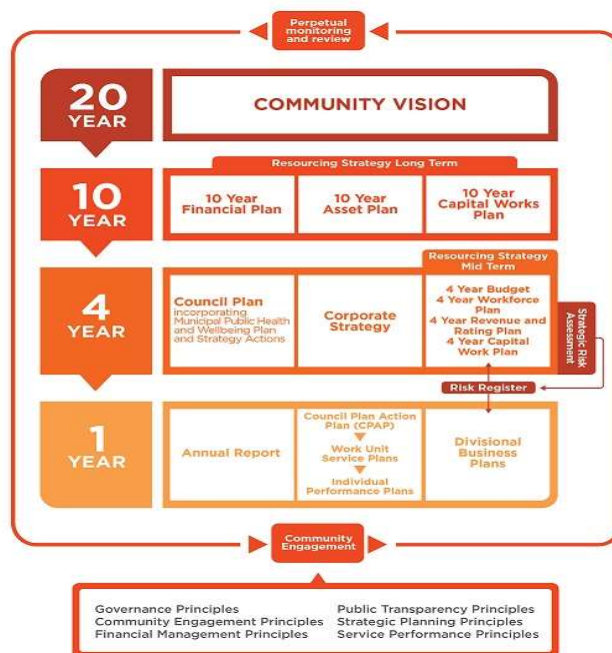 Perpetual
monitoring
and review
20
YEAR
COMMUNITY VISION
Resourcing Strategy Long Term
10
YEAR
10 Year
Financial Plan
10 Year
Asset Plan
10 Year
Capital Works
Plan
Resourcing Strategy
Mid Term
4
YEAR
Council Plan
incorporating
Municipal Public Health
and Wellbeing Plan
and Strategy Actions
Corporate
Strategy
4 Year Budget
4 Year Workforce
Plan
4 Year Revenue and
Rating Plan
4 Year Capital
Work Plan
Strategic Risk
Assessment
Risk Register
1
YEAR
Annual Report
Council Plan Action
Plan (CPAP)
Work Unit
Service Plans
Individual
Performance Plans
Divisional
Business
Plans
Community
Engagement
Governance Principles
Community Engagement Principles
Financial Management Principles
Public Transparency Principles
Strategic Planning Principles
Service Performance Principles